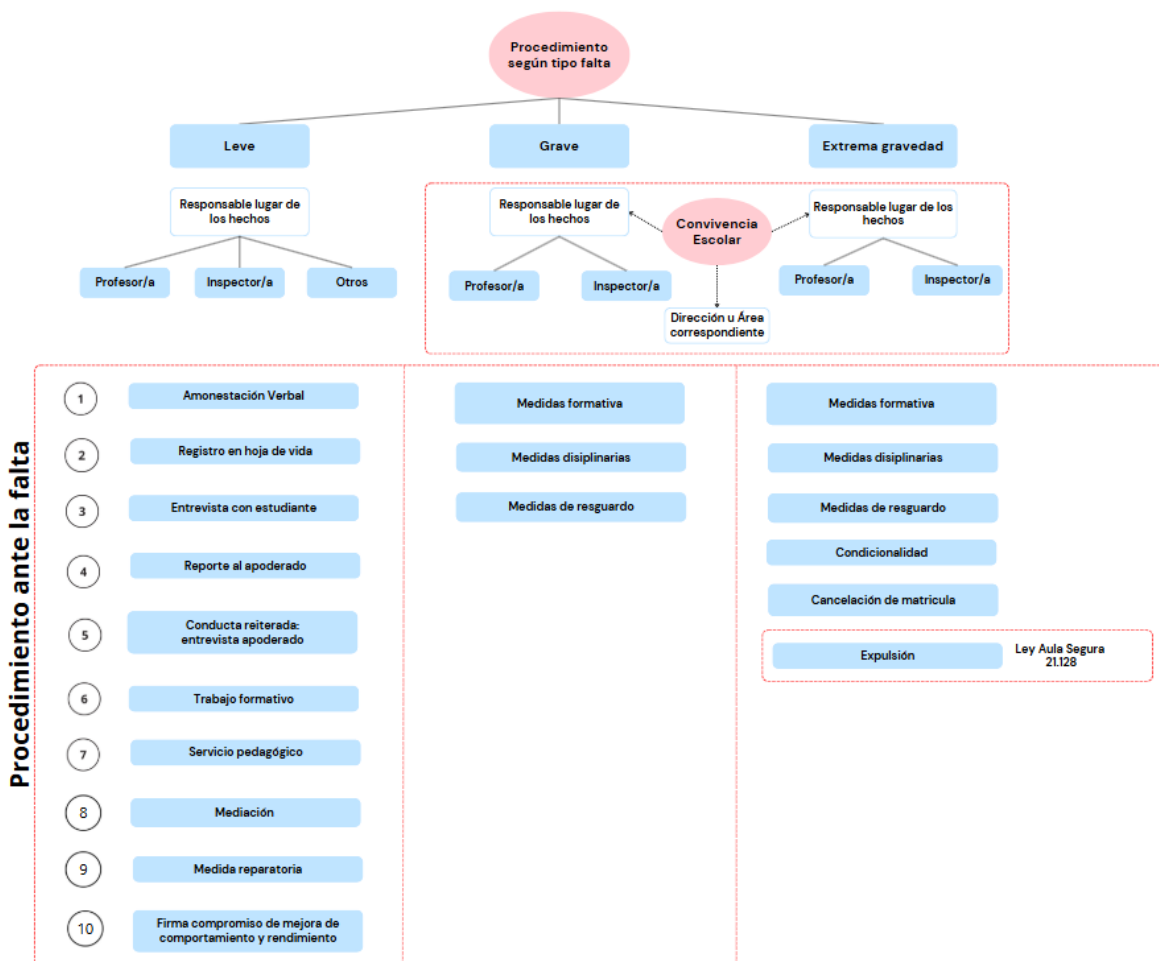 Procedimiento
según tipo falta
Leve
Grave
Extrema gravedad
Responsable lugar de
los hechos
Profesor/a
Inspector/a
Otros
Responsable lugar de
los hechos
Convivencia
Escolar
Responsable lugar de los
hechos
Profesor/a
Inspector/a
Profesor/a
Inspector/a
Dirección u Área
correspondiente
Procedimiento ante la falta
1
Amonestación Verbal
2
Registro en hoja de vida
3
Entrevista con estudiante
4
Reporte al apoderado
5
Conducta reiterada:
entrevista apoderado
6
Trabajo formativo
7
Servicio pedagógico
8
Mediación
9
Medida reparatoria
10
Firma compromiso de mejora de
comportamiento y rendimiento
Medidas formativa
Medidas disiplinarias
Medidas de resguardo
Medidas formativa
Medidas disiplinarias
Medidas de resguardo
Condicionalidad
Cancelación de matricula
Expulsión
Ley Aula Segura
21.128